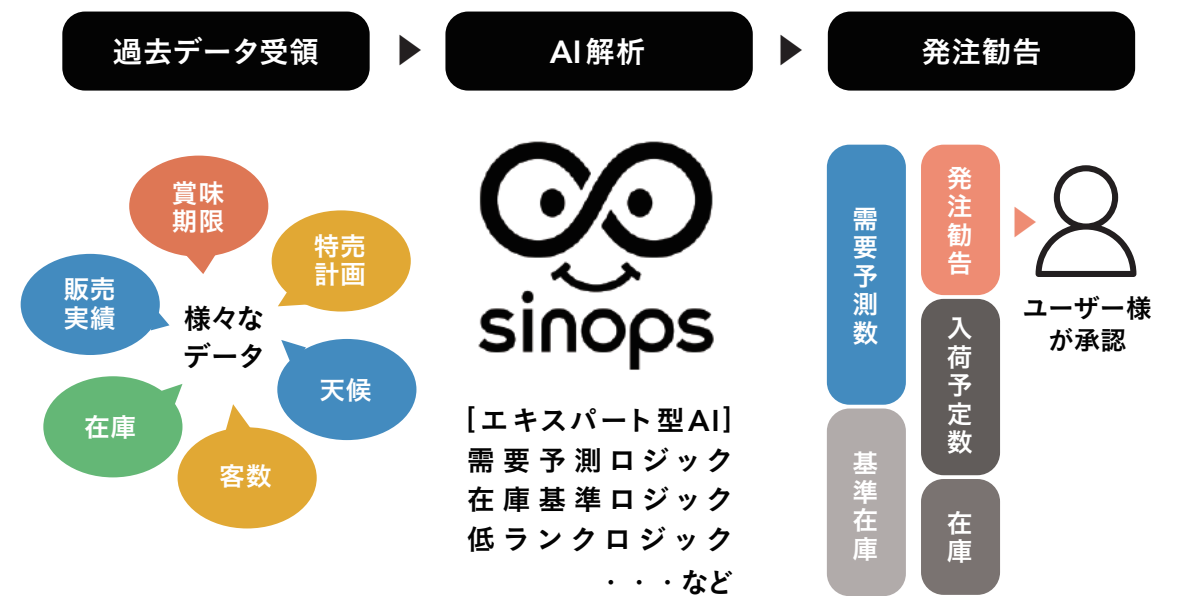 過去データ受領
AI解析
発注勧告
賞味
期限
特売
計画
販売
実績
様々な
データ
天候
在庫
客数
sinops
[エキスパート型AI]
需要予測ロジック
在庫基準ロジック
低ランクロジック
・・・など
需要予測数
基準在庫
発注勧告
入荷予定数
在庫
ユーザー様
が承認